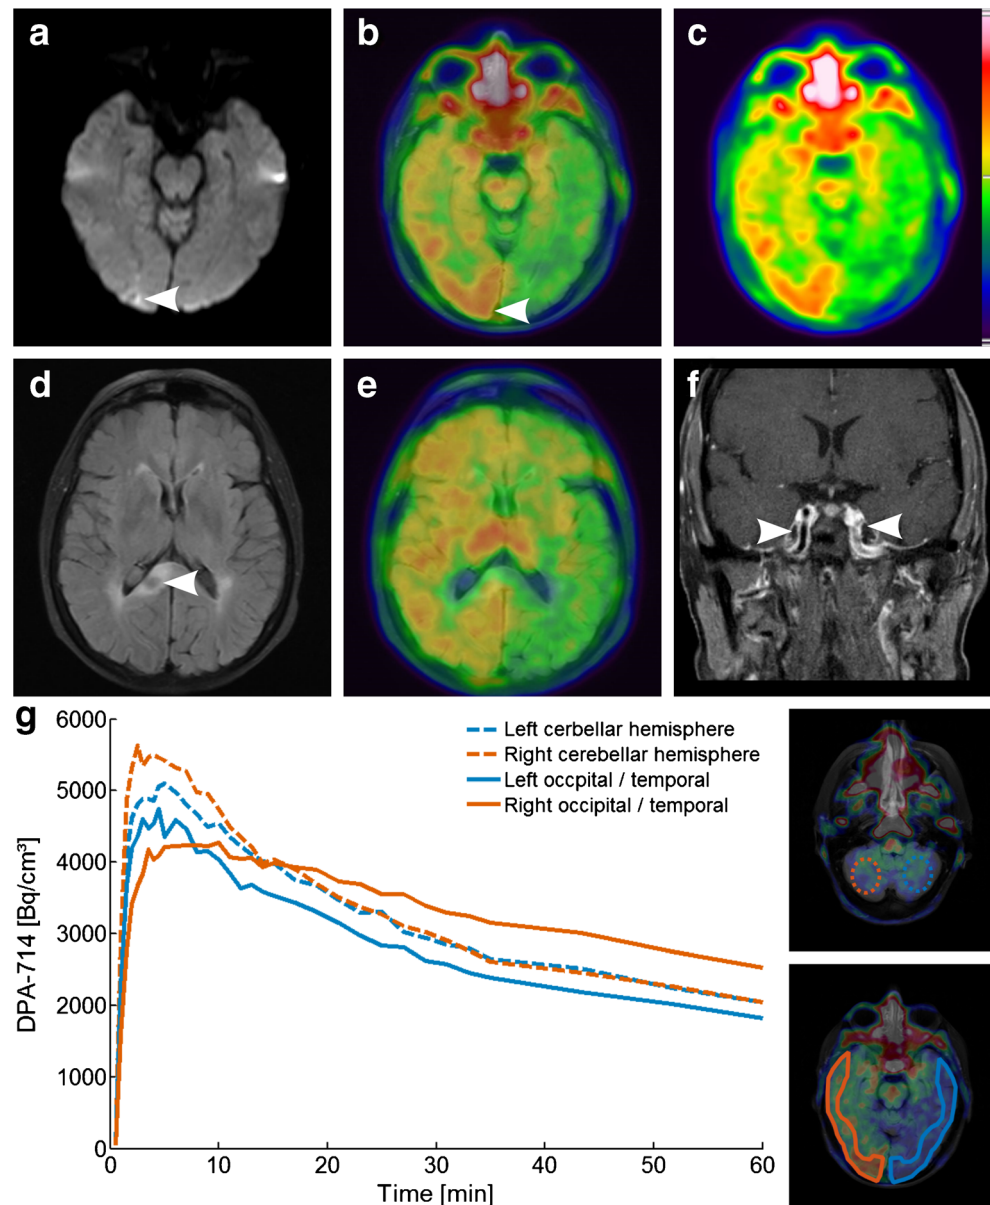 a
b
c
d
e
f
g
Left cerbellar hemisphere
Right cerebellar hemisphere
Left occpital / temporal
Right occipital / temporal
DPA-714 [Bq/cm³]
6000
5000
4000
3000
2000
1000
0
0 10 20 30 40 50 60
Time [min]